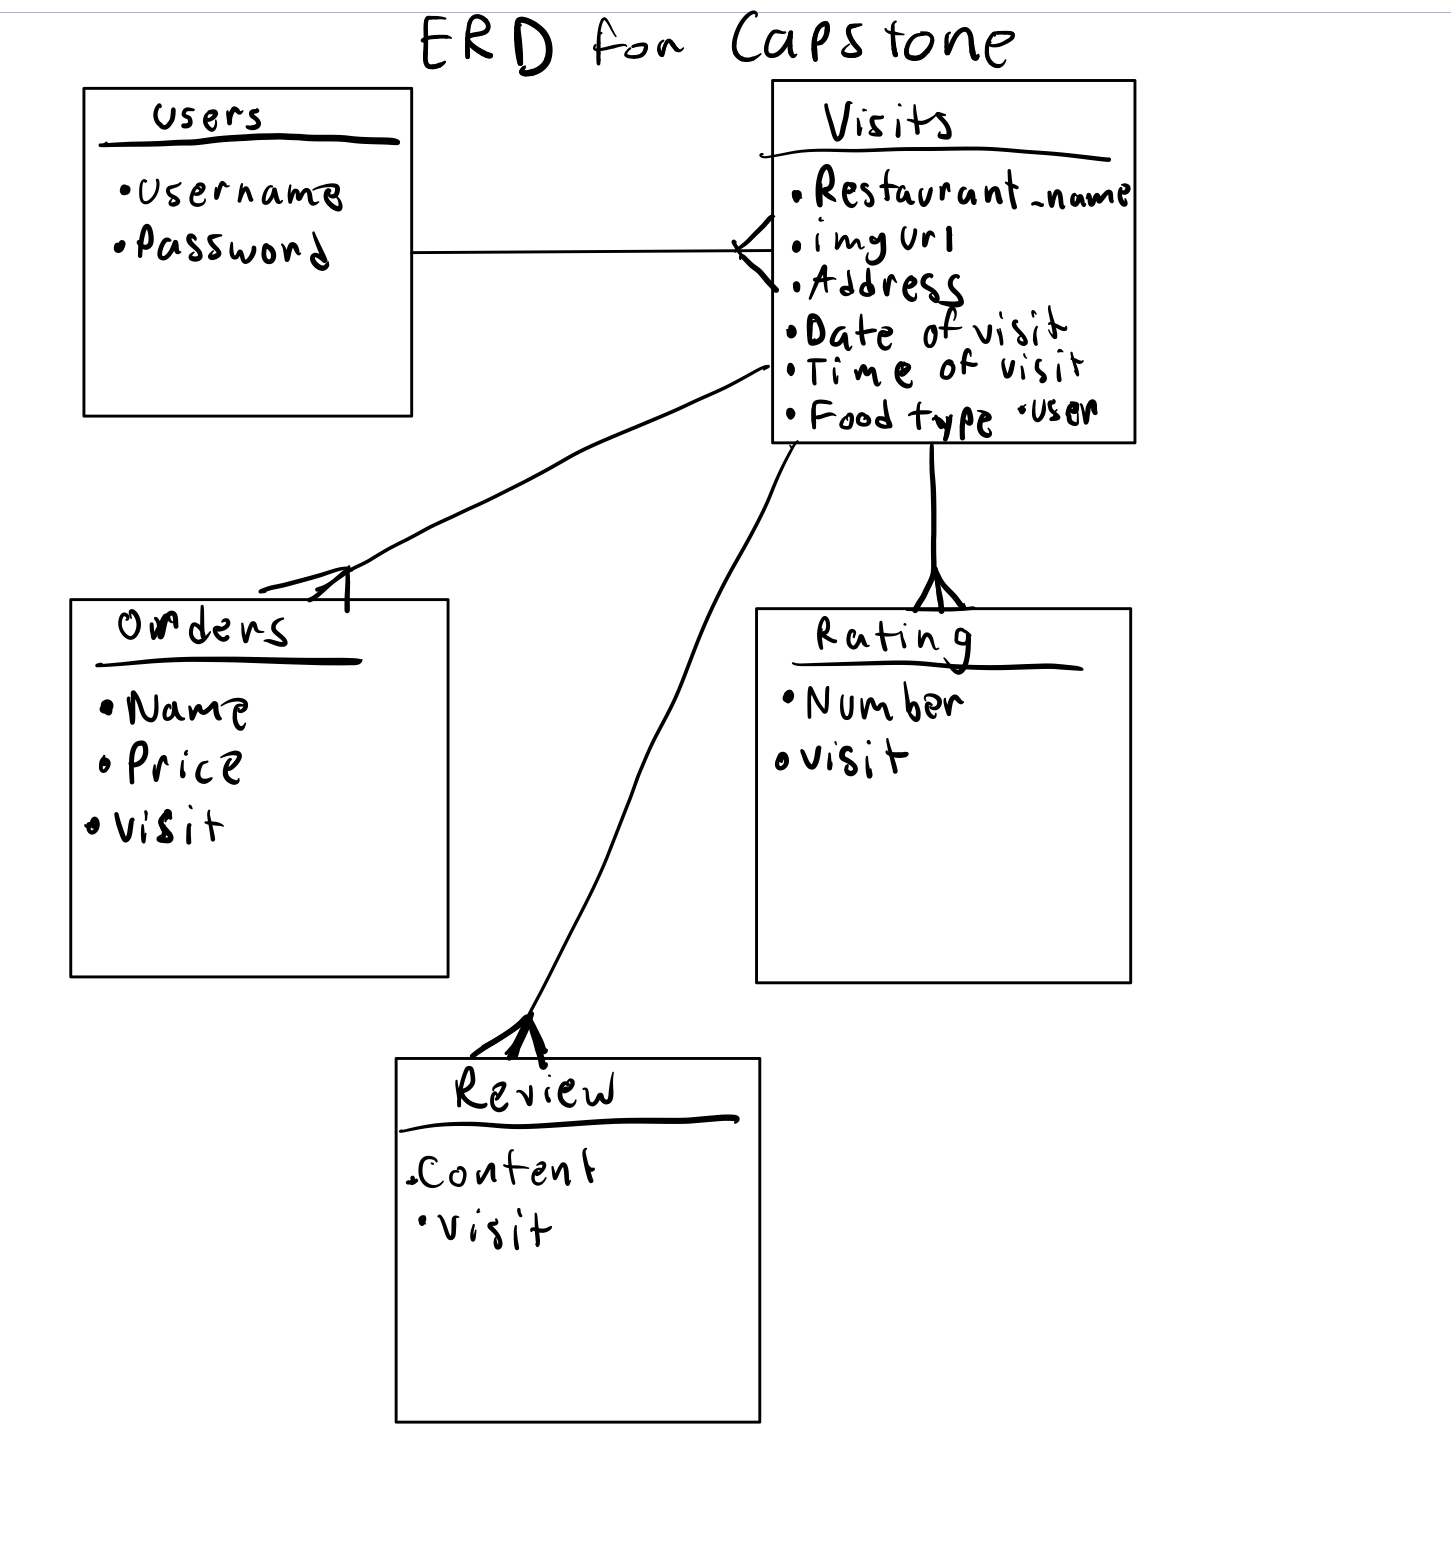 ERD for Capstone
Users
• Username
• Password
Visits
• Restaurant_name
• img url
• Address
• Date of visit
• Time of visit
• Food type • user
Orders
• Name
• Price
• Visit
Rating
• Number
• Visit
Review
• Content
• Visit